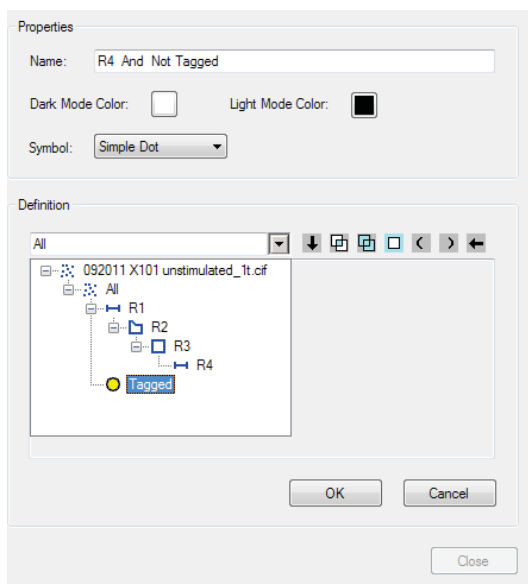 Properties
Name: R4 And Not Tagged
Dark Mode Color: Light Mode Color:
Symbol: Simple Dot
Definition
All
092011 X101 unstimulated_1t.cif
All
R1
R2
R3
R4
Tagged
OK Cancel
Close